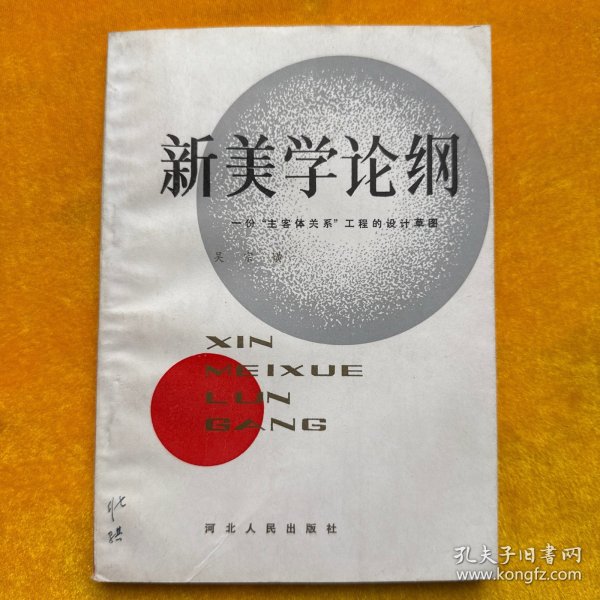 新美学论纲
一份“主客体关系”工程的设计草图
XIN
MEIXUE
LUN
GANG
河北人民出版社
孔夫子旧书网
www.kongfz.com